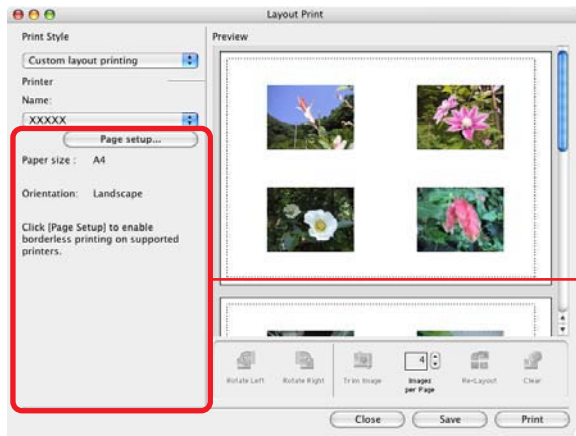 Layout Print
Print Style
Custom layout printing
Printer
Name:
XXXXX
Page setup...
Paper size : A4
Orientation: Landscape
Click [Page Setup] to enable
borderless printing on supported
printers.
Preview
Rotate Left
Rotate Right
Trim Image
4
Images
per Page
Re-Layout
Clear
Close
Save
Print